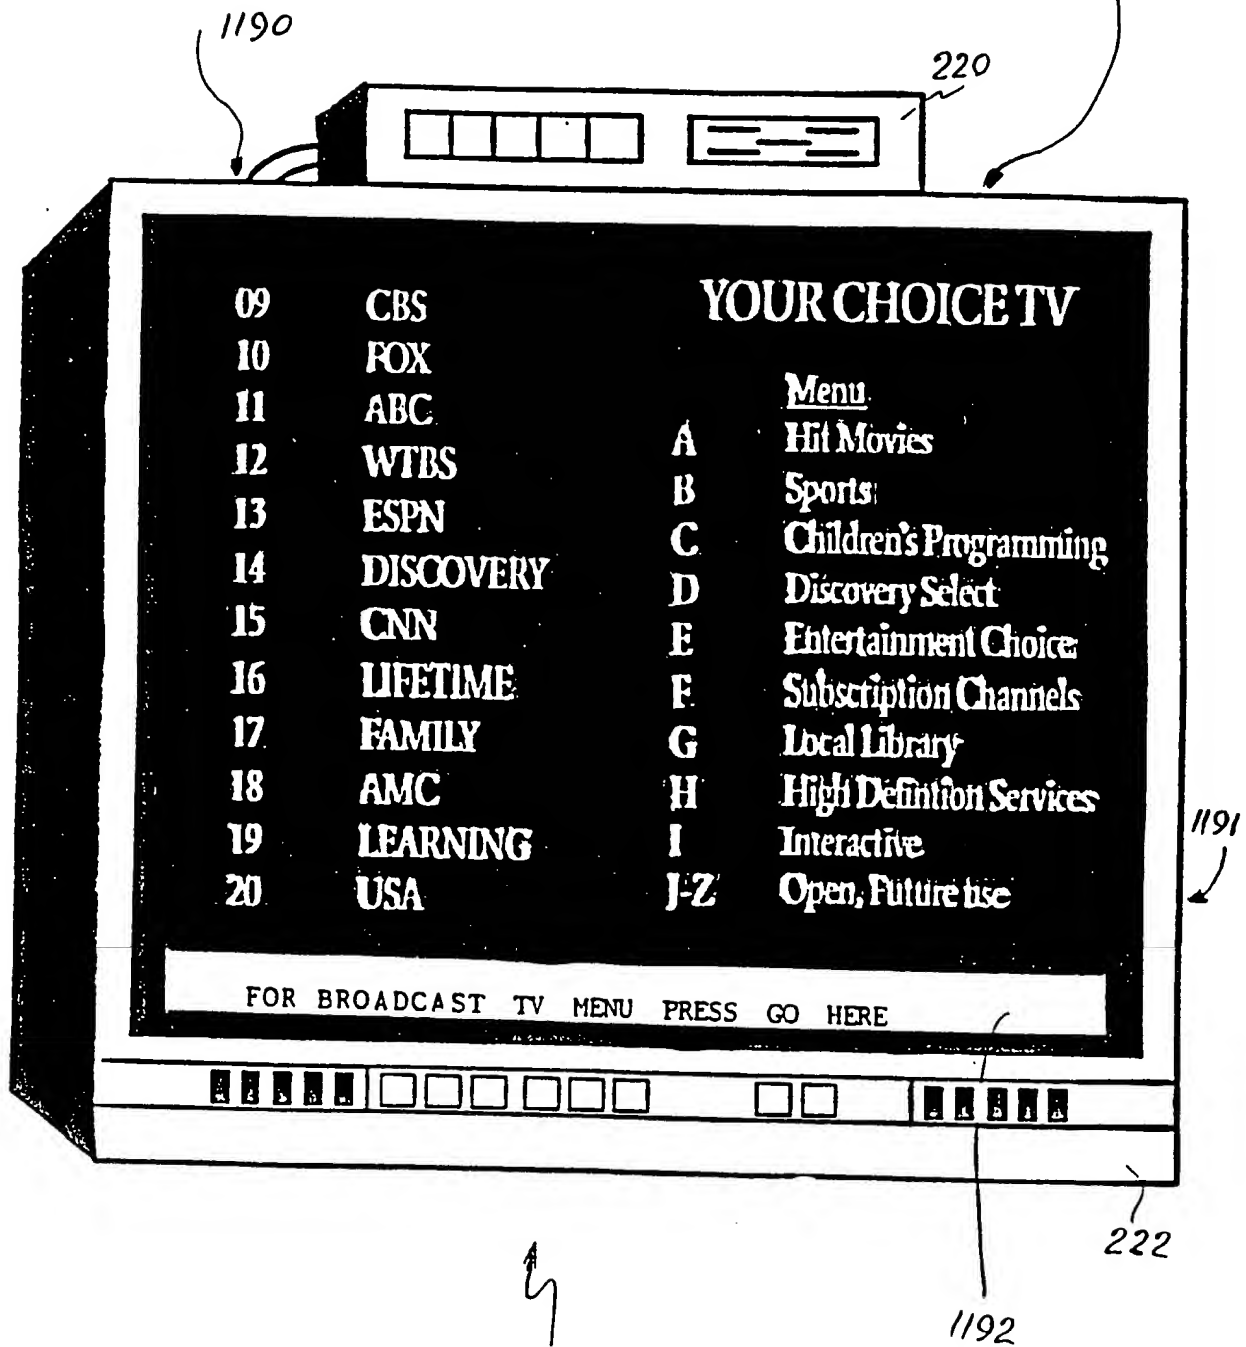 1190
220
09 CBS
10 FOX
11 ABC
12 WTBS
13 ESPN
14 DISCOVERY
15 CNN
16 LIFETIME
17 FAMILY
18 AMC
19 LEARNING
20 USA
YOUR CHOICE TV
Menu
A Hit Movies
B Sports
C Children's Programming
D Discovery Select
E Entertainment Choice
F Subscription Channels
G Local Library
H High Defintion Services
I Interactive
J-Z Open, Future use
1191
FOR BROADCAST TV MENU PRESS GO HERE
222
1192